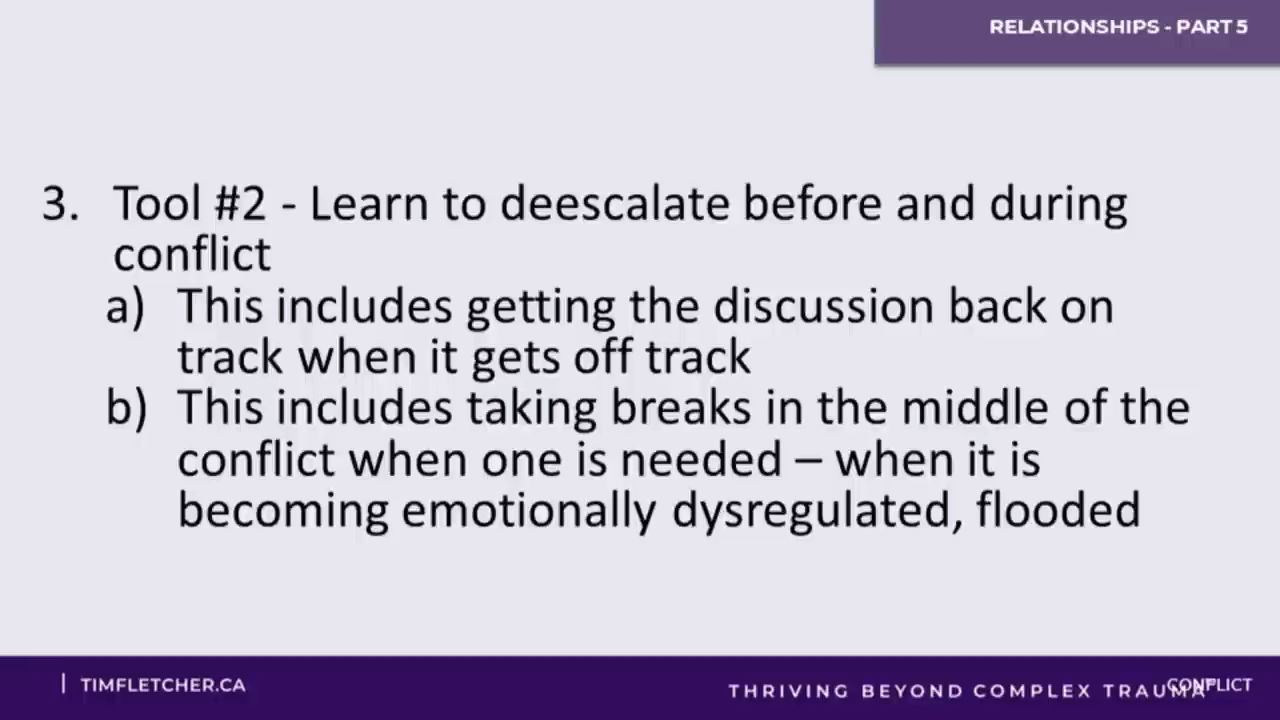 RELATIONSHIPS - PART 5
3. Tool #2 - Learn to deescalate before and during
conflict
a) This includes getting the discussion back on
track when it gets off track
b) This includes taking breaks in the middle of the
conflict when one is needed – when it is
becoming emotionally dysregulated, flooded
| TIMFLETCHER.CA
THRIVING BEYOND COMPLEX TRAUMA
CONFLICT